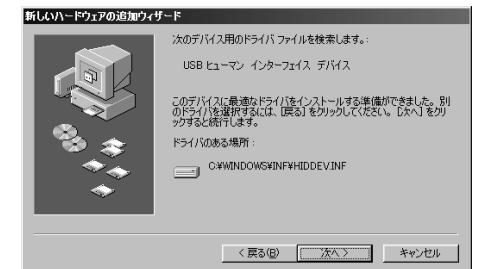 新しいハードウェアの追加ウィザード
次のデバイス用のドライバ ファイルを検索します。:
USB ヒューマン インターフェイス デバイス
このデバイスに最適なドライバをインストールする準備ができました。別
のドライバを選択するには、[戻る] をクリックしてください。[次へ] をクリ
ックすると続行します。
ドライバのある場所 :
C:¥WINDOWS¥INF¥HIDDEV.INF
< 戻る(B)
次へ >
キャンセル